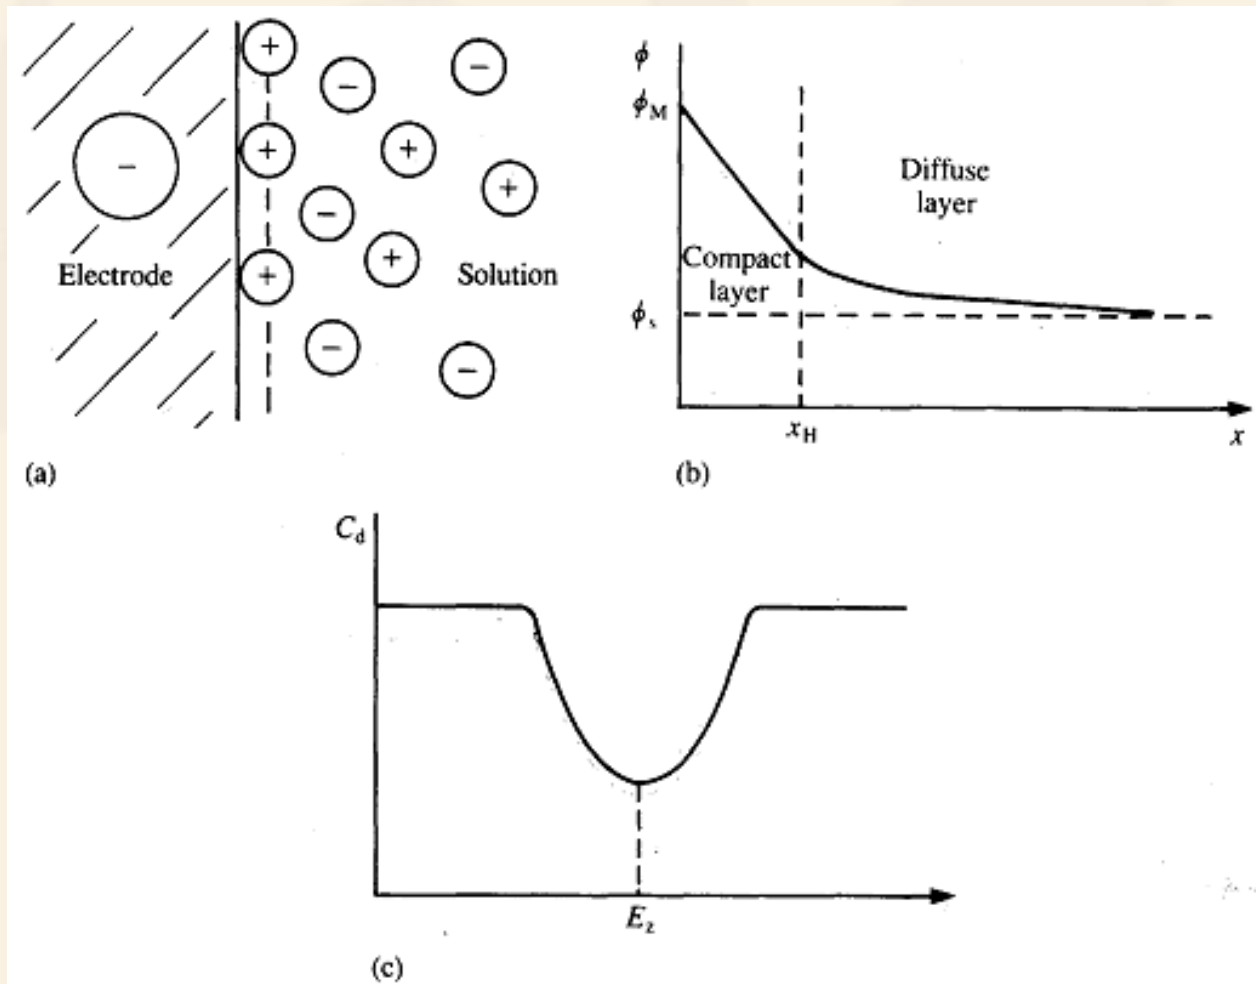 +
−
−
−
+
+
+
−
Electrode
+
+
Solution
−
−
(a)
ϕ
ϕM
Diffuse
layer
Compact
layer
ϕs
xH
x
(b)
Cd
Ez
(c)